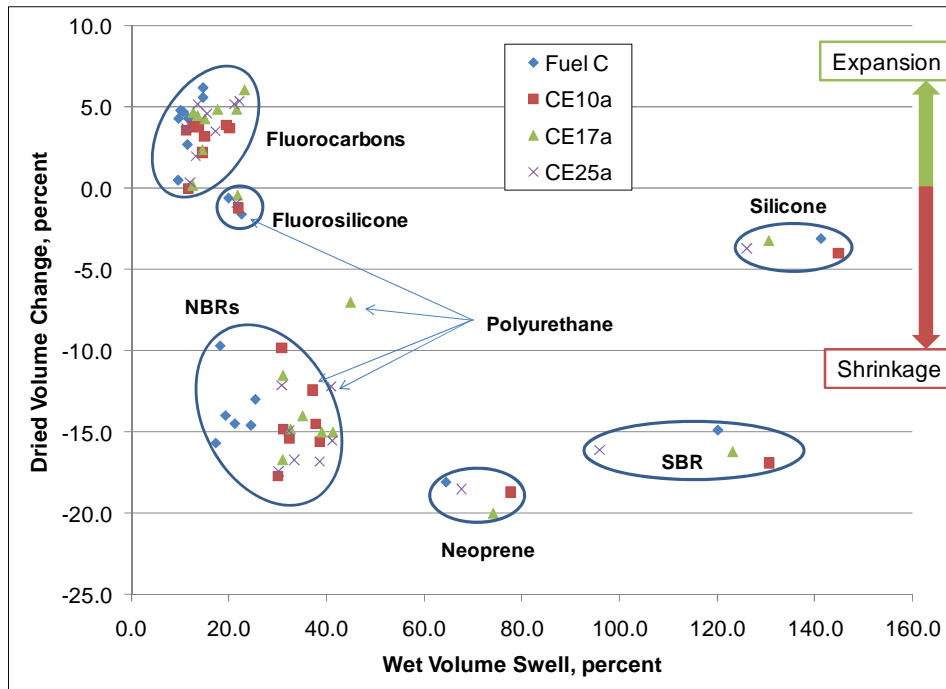 10.0
5.0
0.0
-5.0
-10.0
-15.0
-20.0
-25.0
0.0 20.0 40.0 60.0 80.0 100.0 120.0 140.0 160.0
Dried Volume Change, percent
Wet Volume Swell, percent
Fuel C
CE10a
CE17a
CE25a
Expansion
Shrinkage
Fluorocarbons
Fluorosilicone
Silicone
NBRs
Polyurethane
SBR
Neoprene